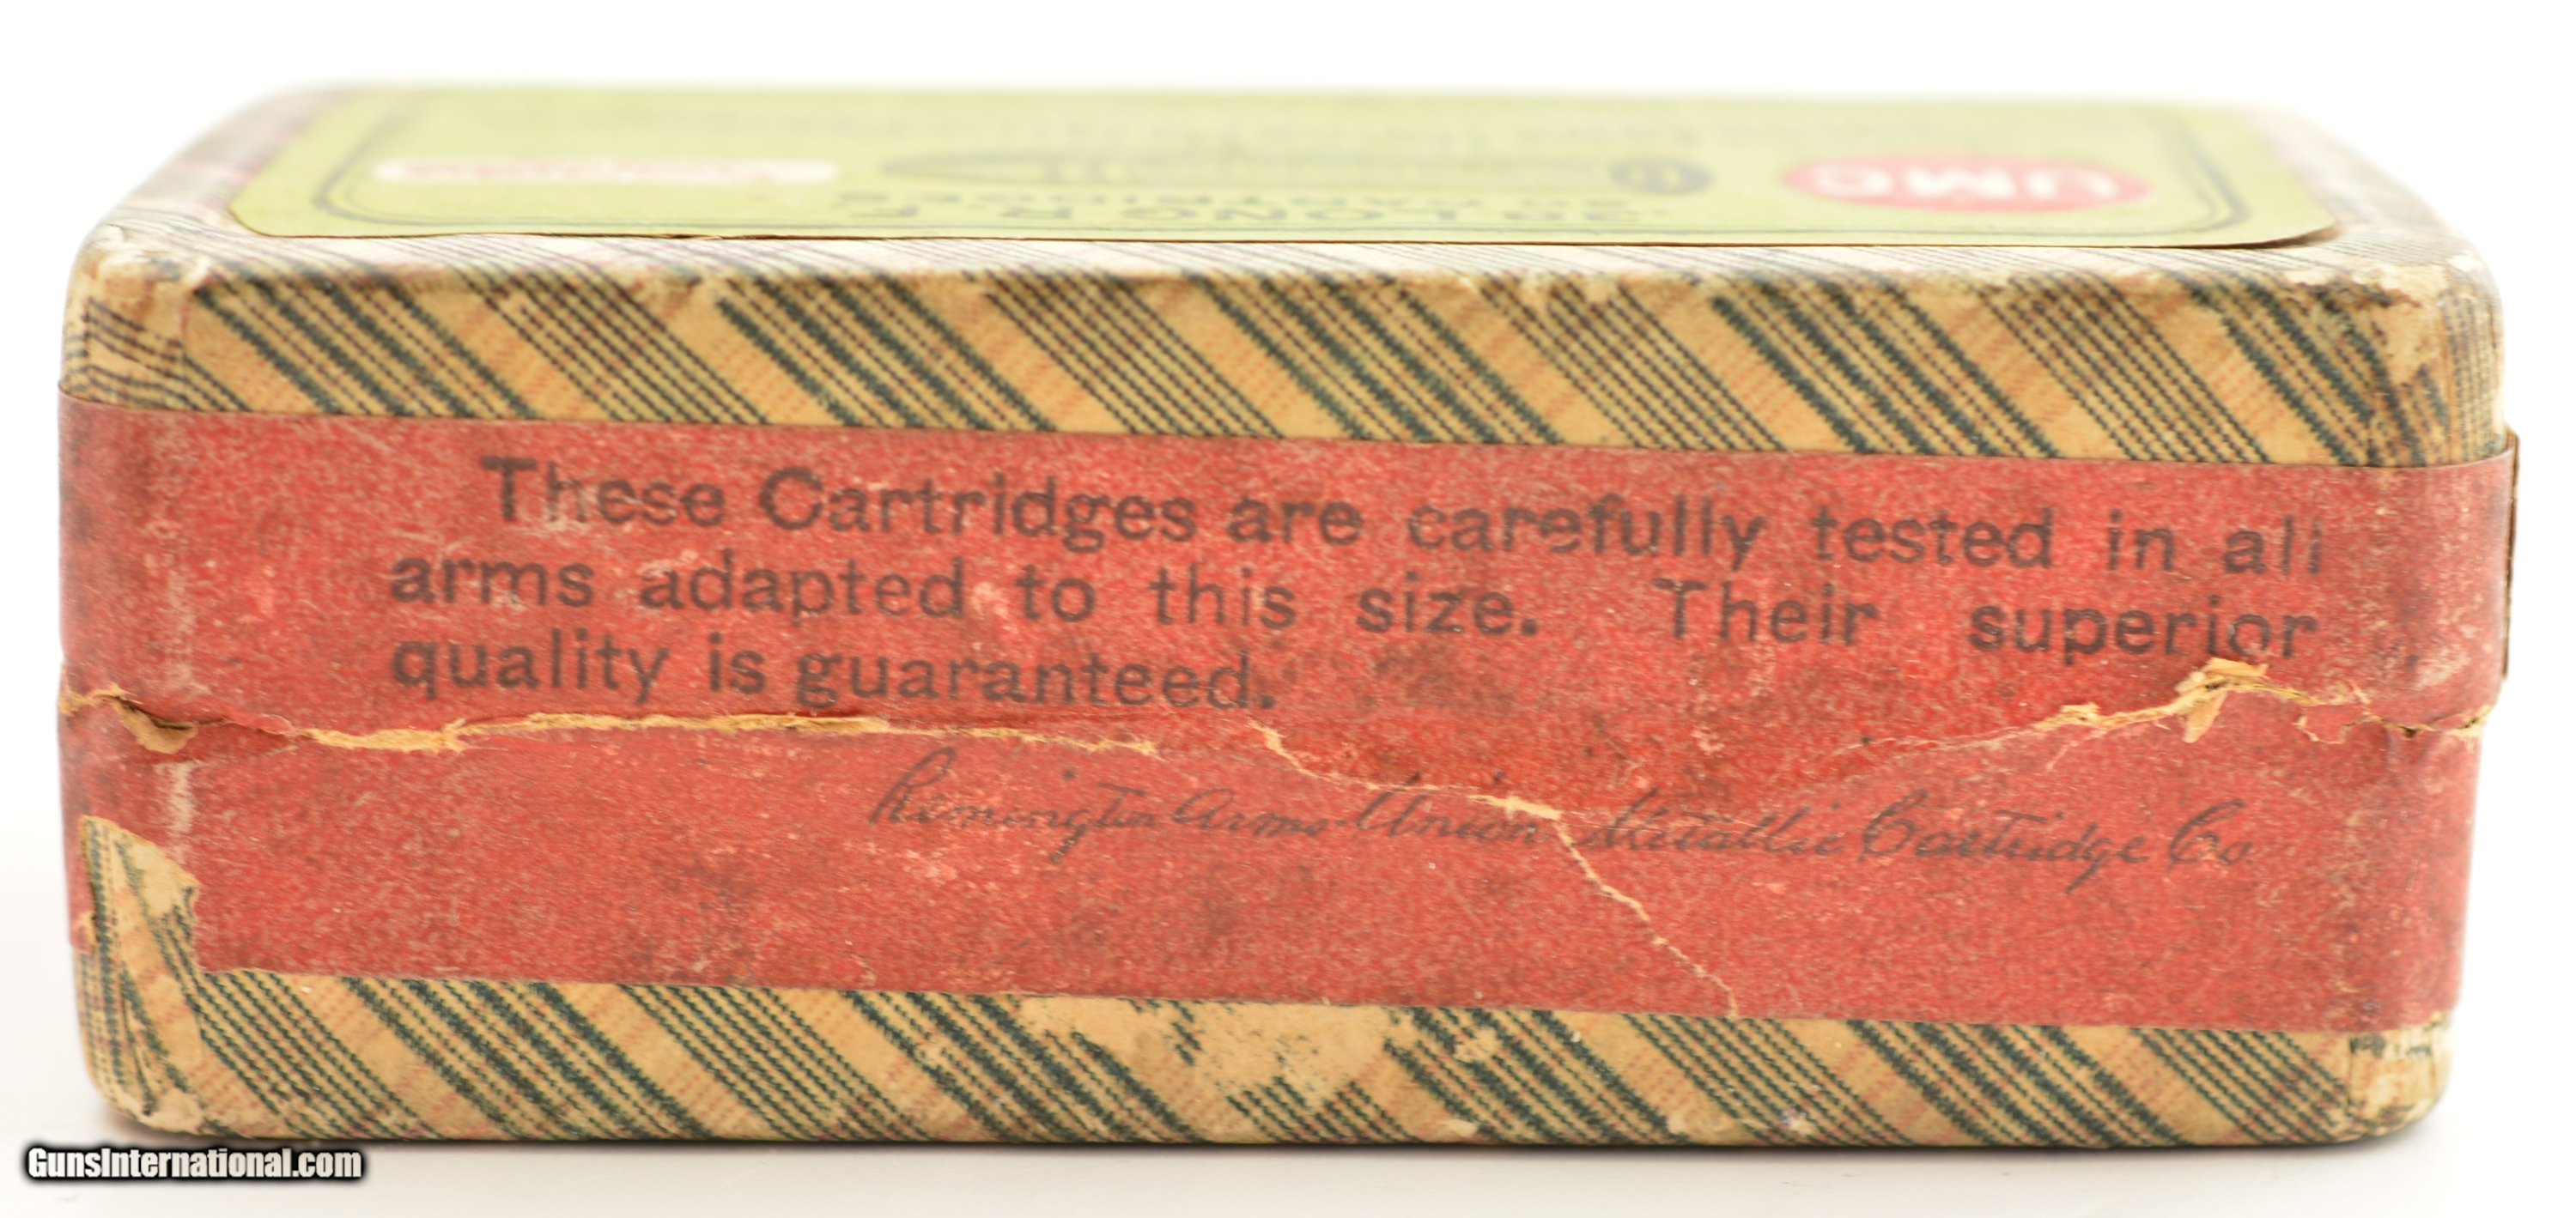 UMC
These Cartridges are carefully tested in all
arms adapted to this size. Their superior
quality is guaranteed.
Remington Arms-Union Metallic Cartridge Co
GunsInternational.com